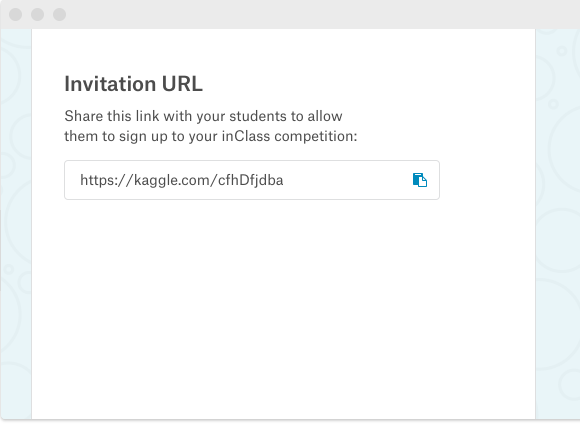 Invitation URL
Share this link with your students to allow
them to sign up to your inClass competition:
https://kaggle.com/cfhDfjdba